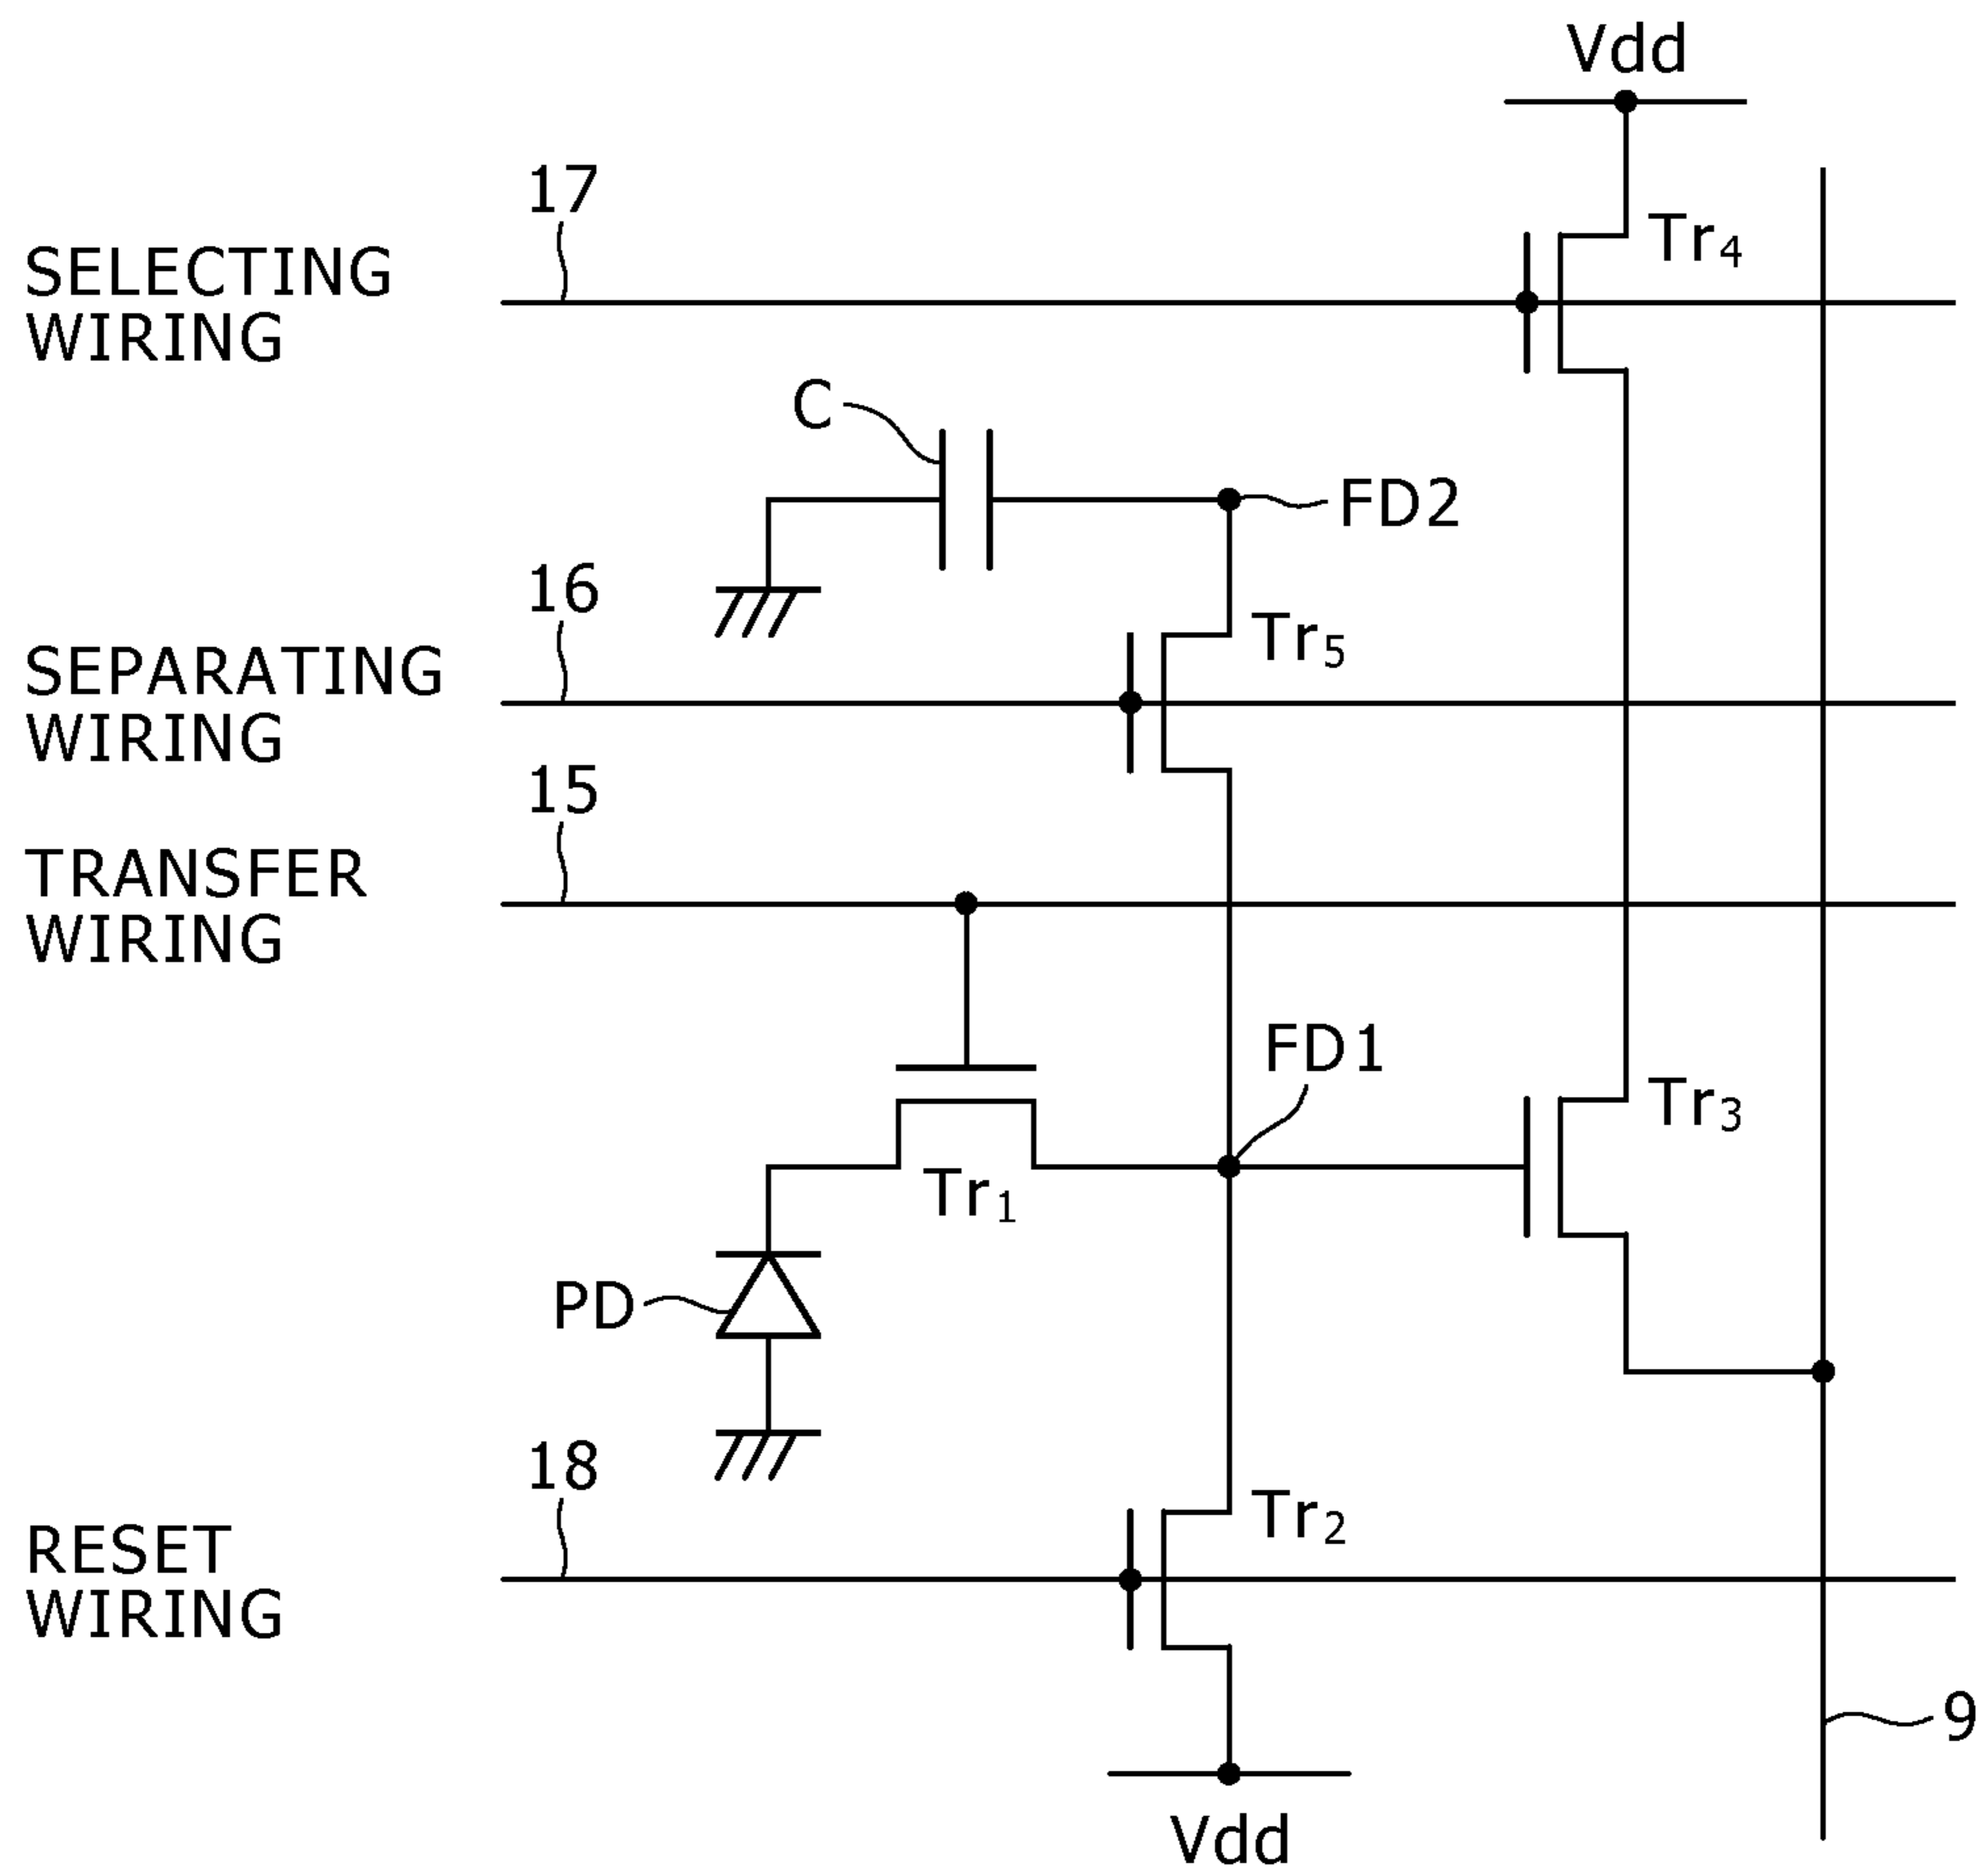 Vdd
17
SELECTING
WIRING
Tr4
C
FD2
16
SEPARATING
WIRING
Tr5
15
TRANSFER
WIRING
FD1
Tr3
Tr1
PD
18
RESET
WIRING
Tr2
9
Vdd